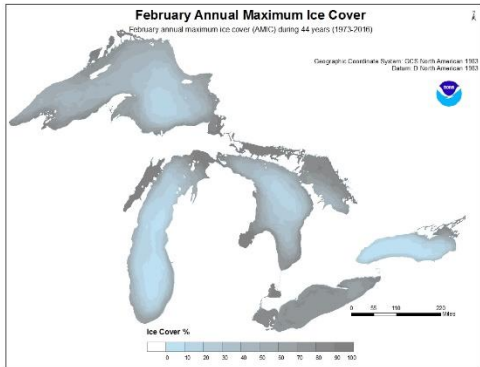 February Annual Maximum Ice Cover
February annual maximum ice cover (AMIC) during 44 years (1973-2016)
Geographic Coordinate System: GCS North American 1983
Datum: D North American 1983
0 55 110 220
Miles
Ice Cover %
0 10 20 30 40 50 60 70 80 90 100